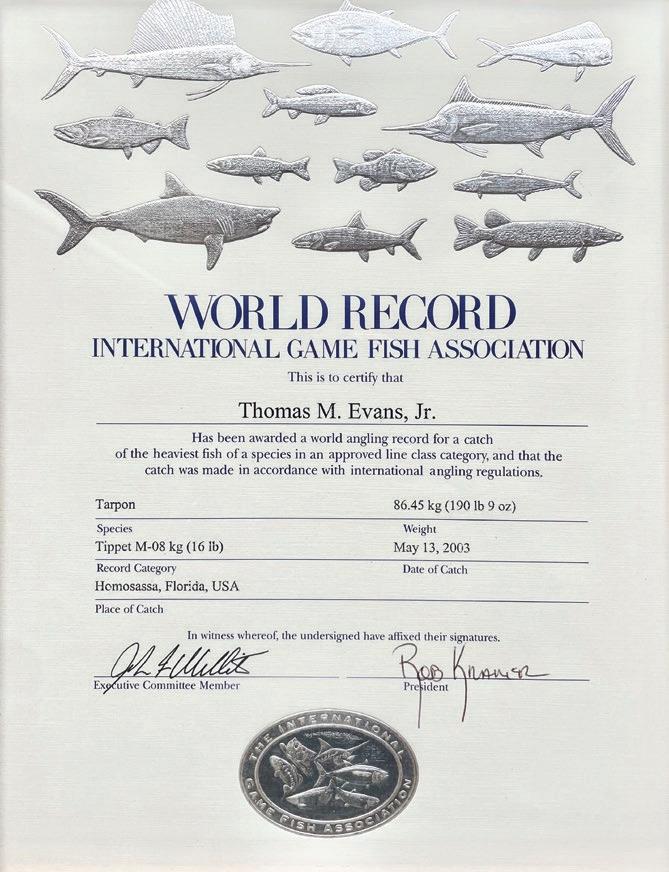 WORLD RECORD
INTERNATIONAL GAME FISH ASSOCIATION
This is to certify that
Thomas M. Evans, Jr.
Has been awarded a world angling record for a catch
of the heaviest fish of a species in an approved line class category, and that the
catch was made in accordance with international angling regulations.
Tarpon 86.45 kg (190 lb 9 oz)
Species Weight
Tippet M-08 kg (16 lb) May 13, 2003
Record Category Date of Catch
Homosassa, Florida, USA
Place of Catch
In witness whereof, the undersigned have affixed their signatures.
Rob Kramer
Executive Committee Member President
THE INTERNATIONAL
GAME FISH ASSOCIATION